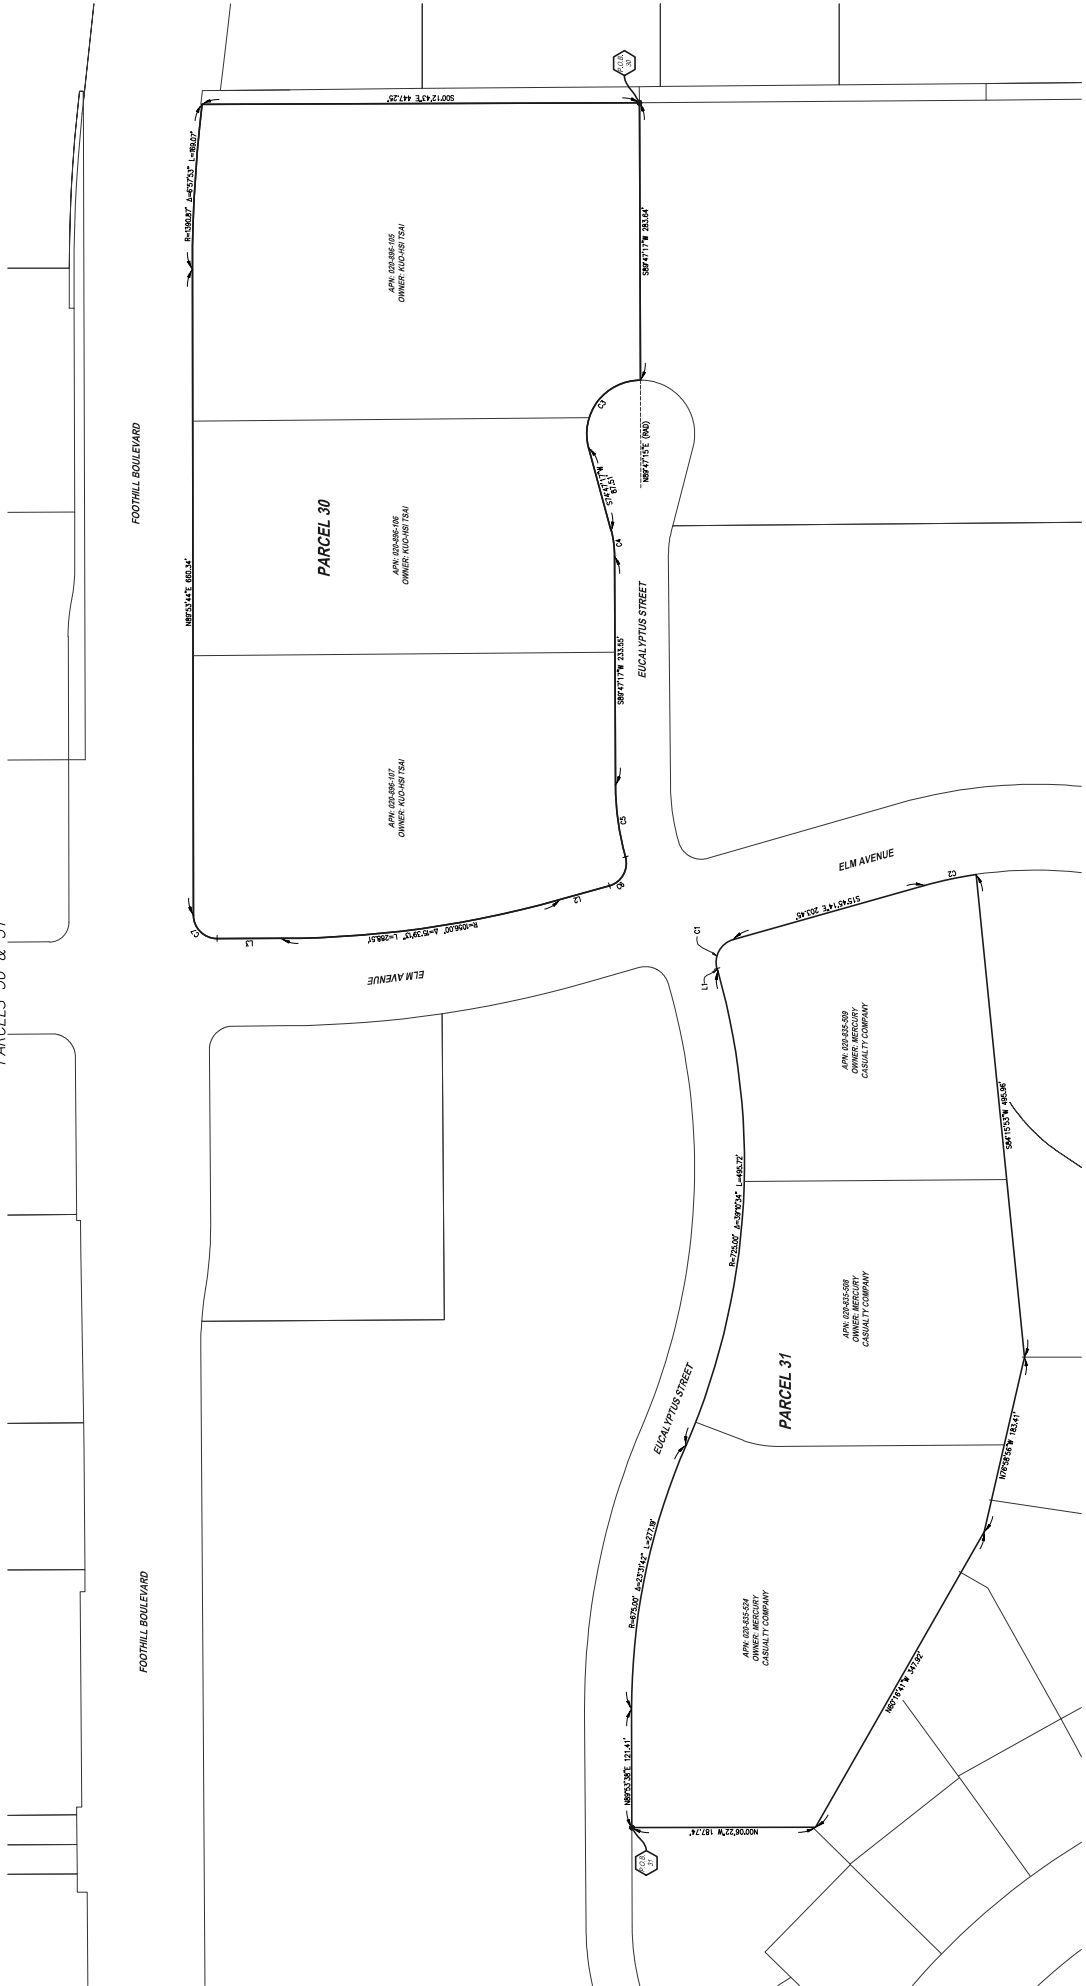 PARCELS 30 & 31
FOOTHILL BOULEVARD
FOOTHILL BOULEVARD
R=1390.87' Δ=6°57'53" L=169.07'
N89°53'44"E 660.34'
S00°12'43"E 447.25'
P.O.B.
30
APN: 020-896-105
OWNER: KUO-HSI TSAI
PARCEL 30
APN: 020-896-106
OWNER: KUO-HSI TSAI
APN: 020-896-107
OWNER: KUO-HSI TSAI
S89°47'17"W 283.64'
C3
N89°47'15"E (RAD)
S74°47'17"W
87.51'
C4
S89°47'17"W 233.55'
EUCALYPTUS STREET
C5
C6
L2
R=1056.00' Δ=15°39'13" L=288.51'
L3
C7
ELM AVENUE
ELM AVENUE
C2
S15°45'14"E 203.45'
C1
L1
APN: 020-835-509
OWNER: MERCURY
CASUALTY COMPANY
S84°15'53"W 495.96'
R=725.00' Δ=39°10'34" L=495.72'
APN: 020-835-508
OWNER: MERCURY
CASUALTY COMPANY
PARCEL 31
EUCALYPTUS STREET
N76°58'56"W 183.41'
R=675.00' Δ=23°31'42" L=277.19'
APN: 020-835-524
OWNER: MERCURY
CASUALTY COMPANY
N60°16'41"W 347.92'
N89°53'38"E 121.41'
N00°06'22"W 187.74'
P.O.B.
31